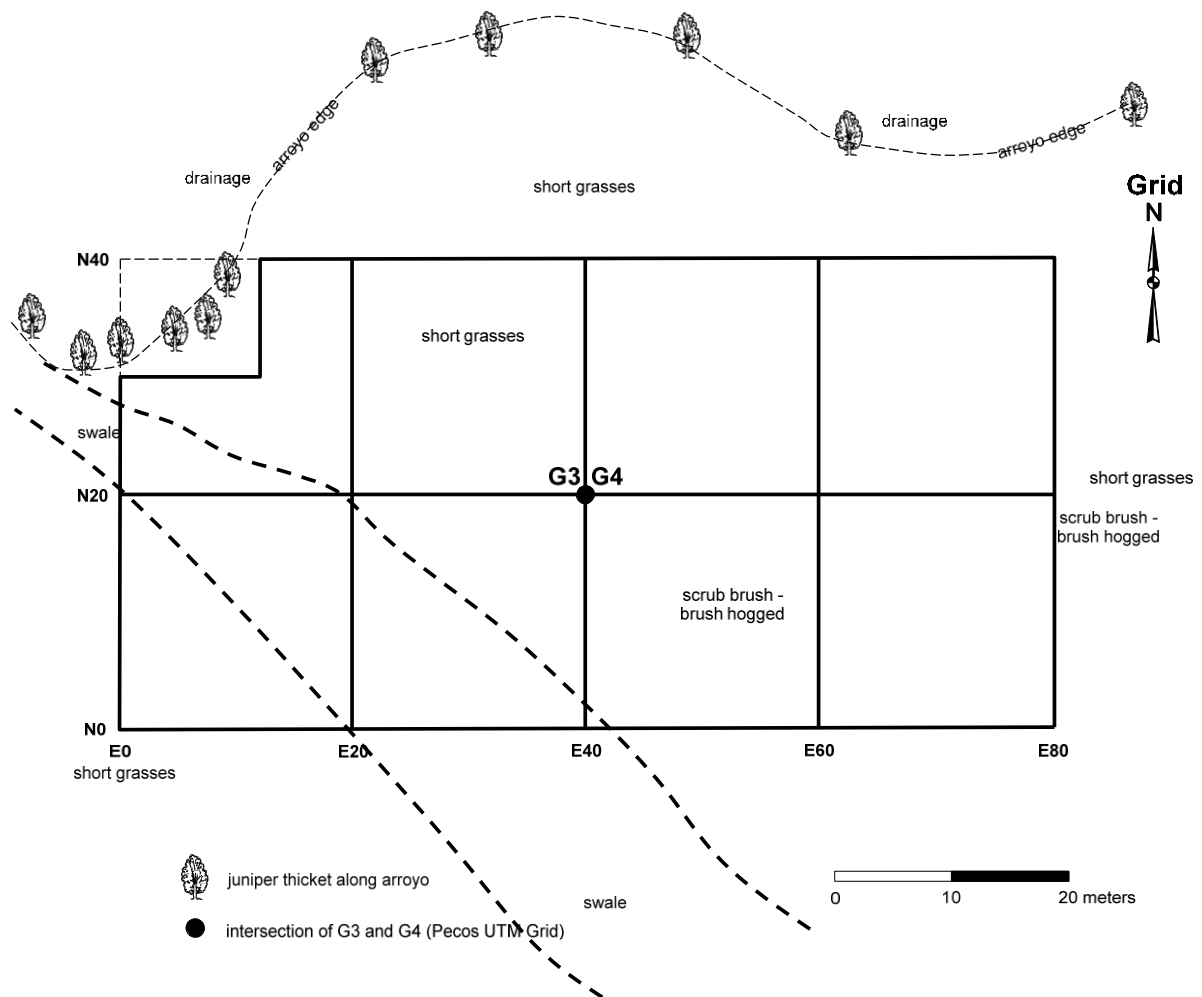 drainage
arroyo edge
drainage
arroyo edge
short grasses
Grid
N
N40
short grasses
swale
G3 G4
short grasses
N20
scrub brush -
brush hogged
scrub brush -
brush hogged
N0
E0
E20
E40
E60
E80
short grasses
juniper thicket along arroyo
0
10
20 meters
swale
intersection of G3 and G4 (Pecos UTM Grid)